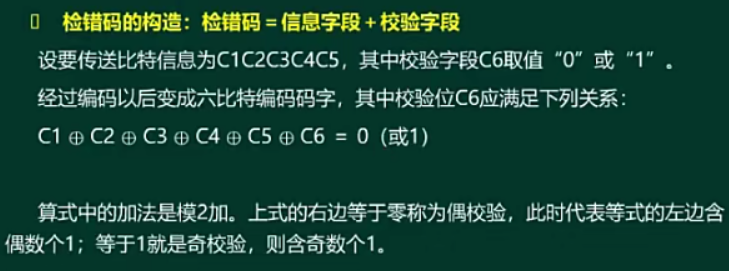 ▯ 检错码的构造：检错码＝信息字段＋校验字段
设要传送比特信息为C1C2C3C4C5，其中校验字段C6取值“0”或“1”。
经过编码以后变成六比特编码码字，其中校验位C6应满足下列关系：
C1 ⊕ C2 ⊕ C3 ⊕ C4 ⊕ C5 ⊕ C6 = 0（或1）
算式中的加法是模2加。上式的右边等于零称为偶校验，此时代表等式的左边含
偶数个1；等于1就是奇校验，则含奇数个1。